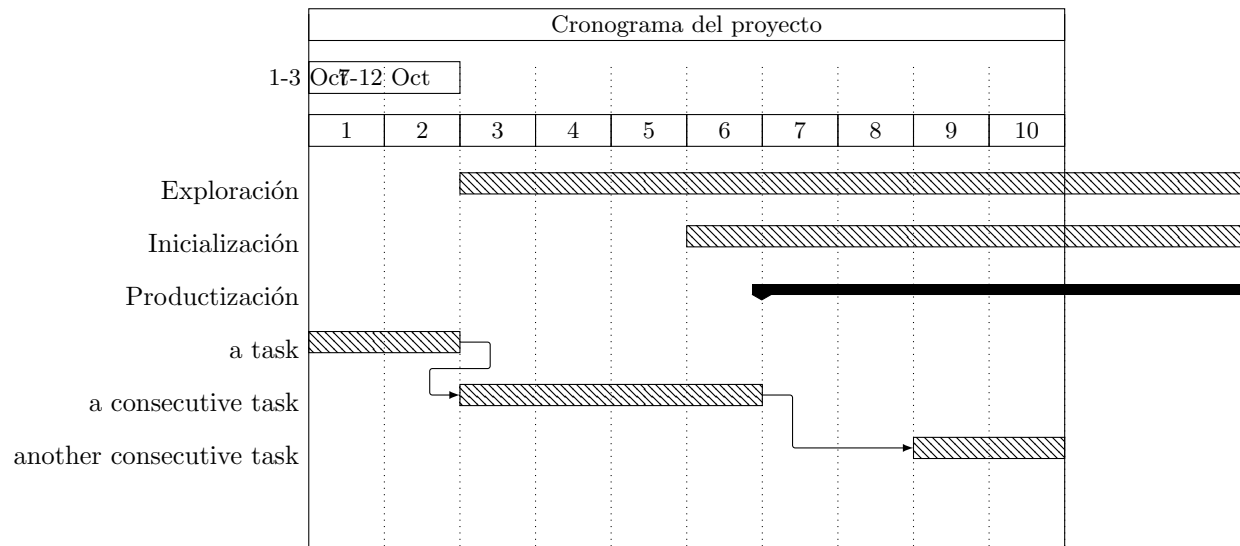 Cronograma del proyecto
1-3 Oct 7-12 Oct
1 2 3 4 5 6 7 8 9 10
Exploración
Inicialización
Productización
a task
a consecutive task
another consecutive task